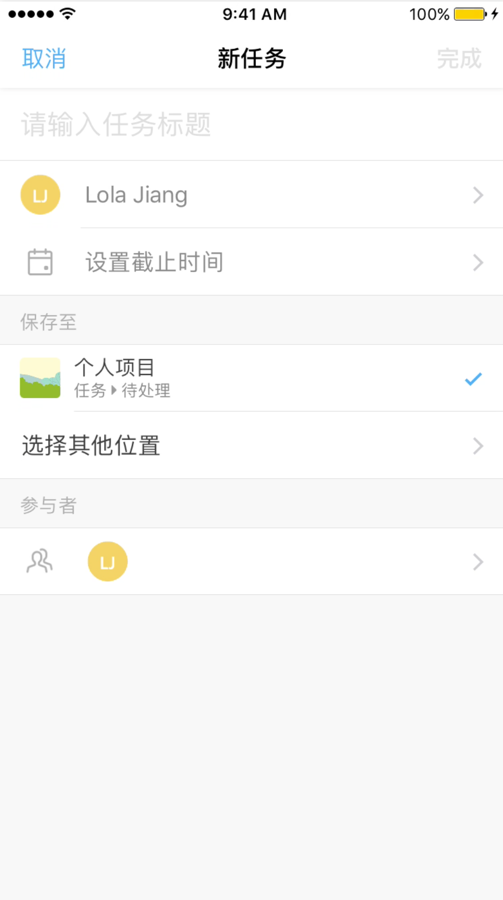 9:41 AM
100%
取消
新任务
完成
请输入任务标题
Lola Jiang
设置截止时间
保存至
个人项目
任务 ▸ 待处理
选择其他位置
参与者